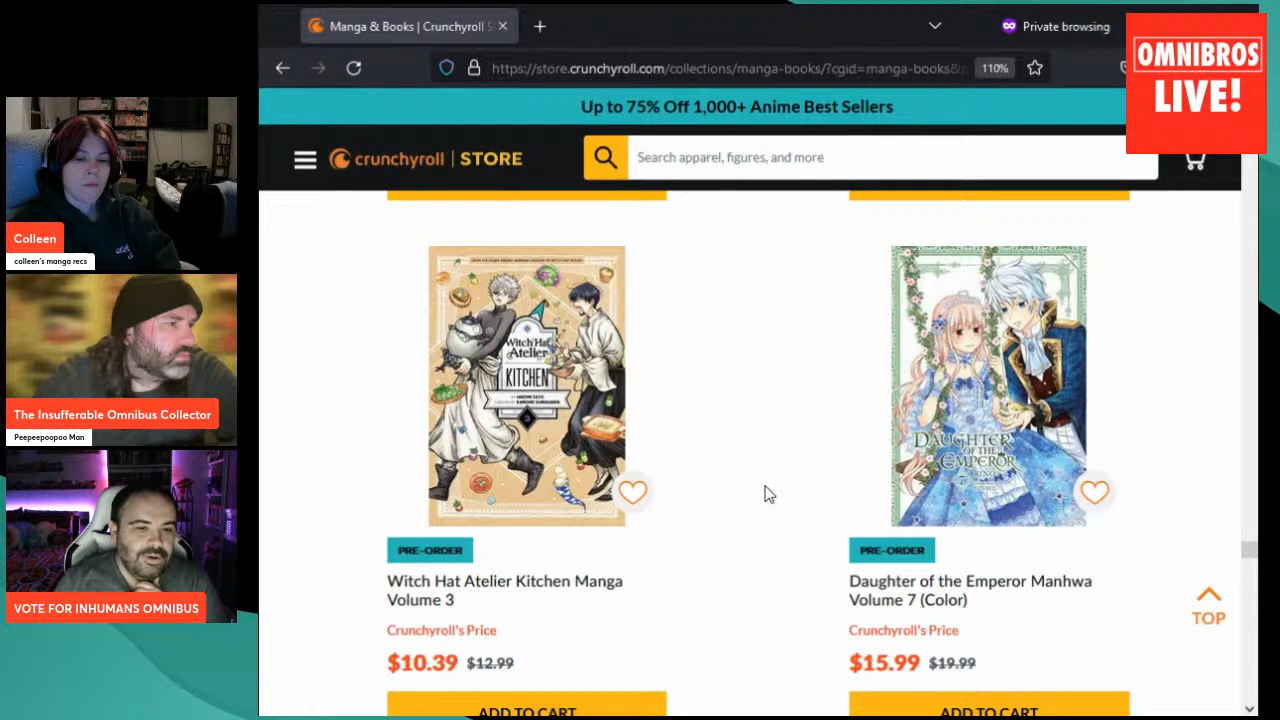 Manga & Books | Crunchyroll S
Private browsing
https://store.crunchyroll.com/collections/manga-books/?cgid=manga-books&
110%
OMNIBROS
LIVE!
Up to 75% Off 1,000+ Anime Best Sellers
crunchyroll | STORE
Search apparel, figures, and more
Colleen
colleen's manga recs
The Insufferable Omnibus Collector
Peepeepoopoo Man
VOTE FOR INHUMANS OMNIBUS
Witch Hat
Atelier
KITCHEN
3
DAUGHTER
OF THE
EMPEROR
PRE-ORDER
Witch Hat Atelier Kitchen Manga
Volume 3
Crunchyroll's Price
$10.39 $12.99
ADD TO CART
PRE-ORDER
Daughter of the Emperor Manhwa
Volume 7 (Color)
Crunchyroll's Price
$15.99 $19.99
ADD TO CART
TOP